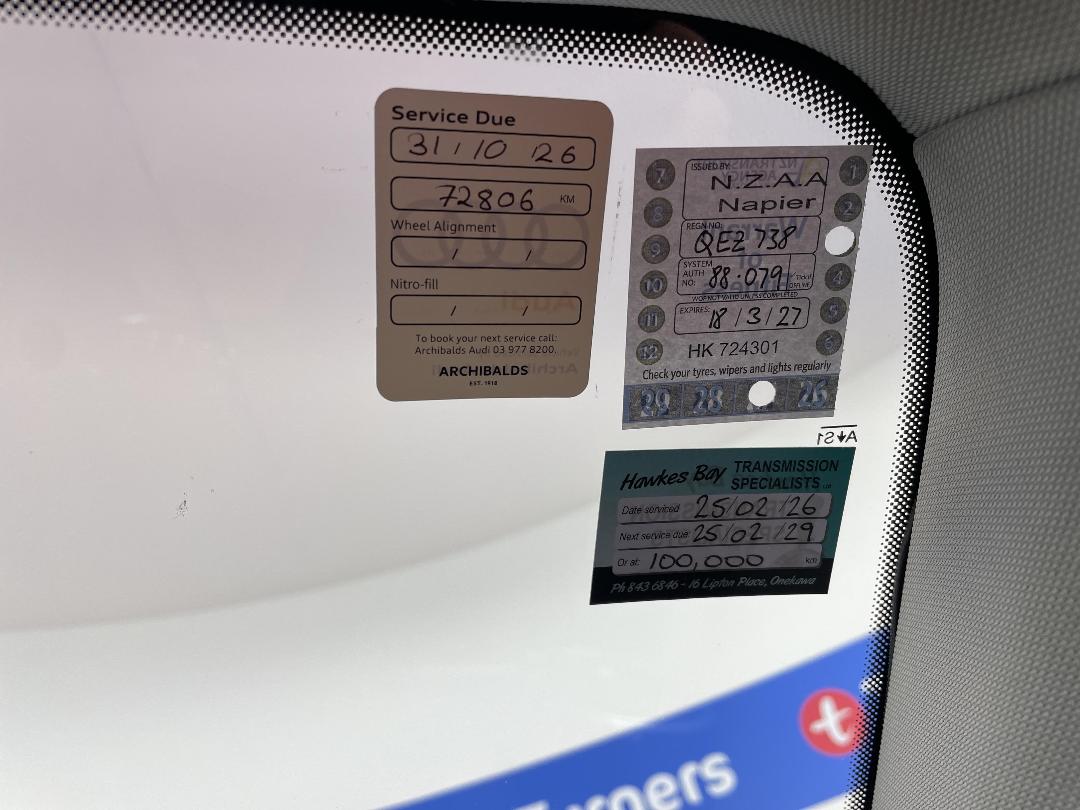 Service Due
31 / 10 / 26
72806 KM
Wheel Alignment
/ /
Nitro-fill
/ /
To book your next service call:
Archibalds Audi 03 977 8200.
ARCHIBALDS
EST. 1918
ISSUED BY:
N.Z.A.A
Napier
REGN NO:
QEZ 738
SYSTEM AUTH NO: 88-079
WOF NOT VALID UNLESS COMPLETED
EXPIRES: 18 / 3 / 27
HK 724301
Check your tyres, wipers and lights regularly
7
8
9
10
11
12
1
2
4
5
6
29 28 26
A S1
Hawkes Bay TRANSMISSION
SPECIALISTS LTD
Date serviced 25/02/26
Next service due: 25/02/29
Or at: 100,000 km
Ph 843 6846 - 16 Lipton Place, Onekawa
Turners